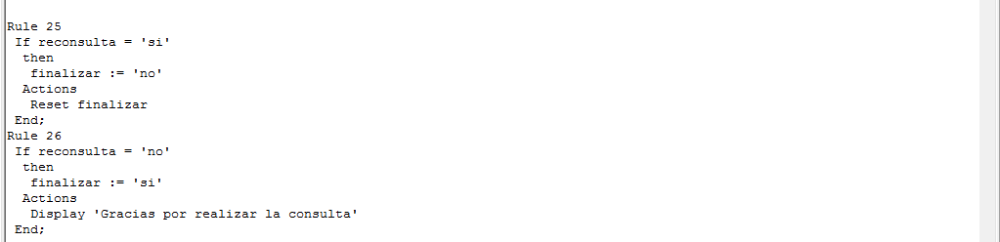 Rule 25
If reconsulta = 'si'
then
finalizar := 'no'
Actions
Reset finalizar
End;
Rule 26
If reconsulta = 'no'
then
finalizar := 'si'
Actions
Display 'Gracias por realizar la consulta'
End;